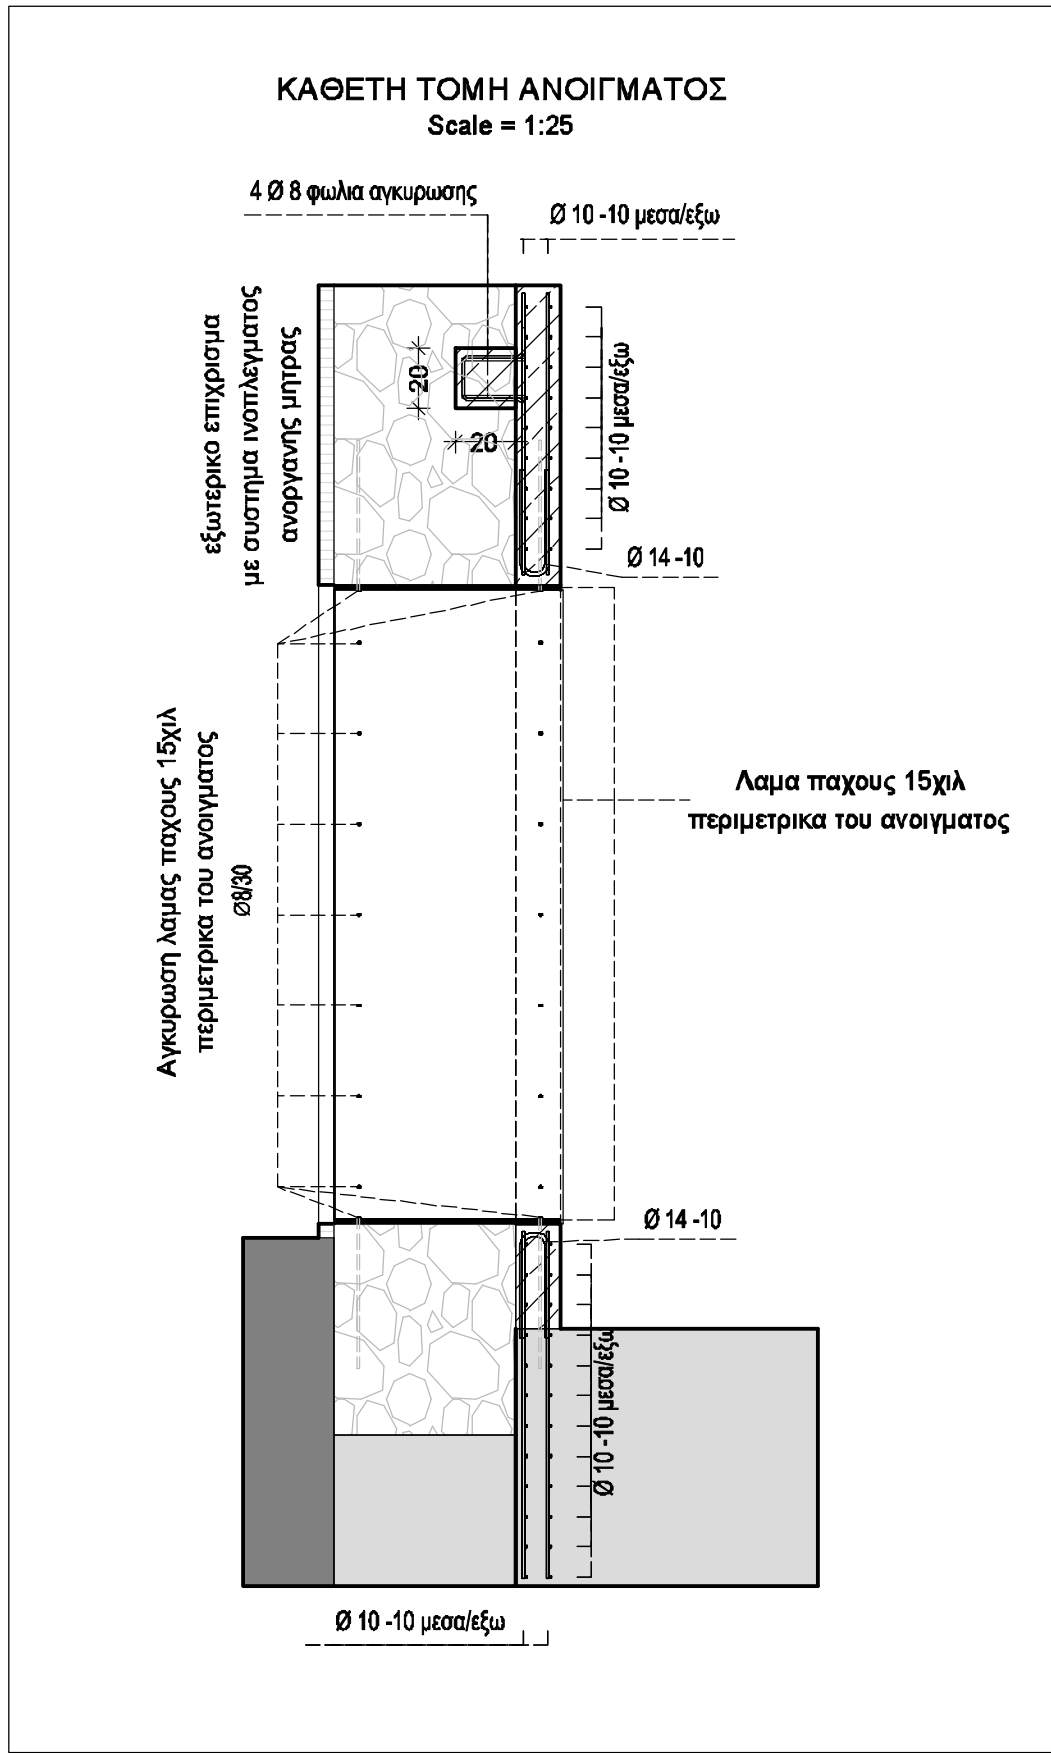 ΚΑΘΕΤΗ ΤΟΜΗ ΑΝΟΙΓΜΑΤΟΣ
Scale = 1:25
4 Ø 8 φωλια αγκυρωσης
Ø 10 -10 μεσα/εξω
εξωτερικο επιχρισμα
με συστημα ινοπλεγματος
ανοργανης μητρας
20
20
Ø 10 -10 μεσα/εξω
Ø 14 -10
Αγκυρωση λαμας παχους 15χιλ
περιμετρικα του ανοιγματος
Ø8/30
Λαμα παχους 15χιλ
περιμετρικα του ανοιγματος
Ø 14 -10
Ø 10 -10 μεσα/εξω
Ø 10 -10 μεσα/εξω